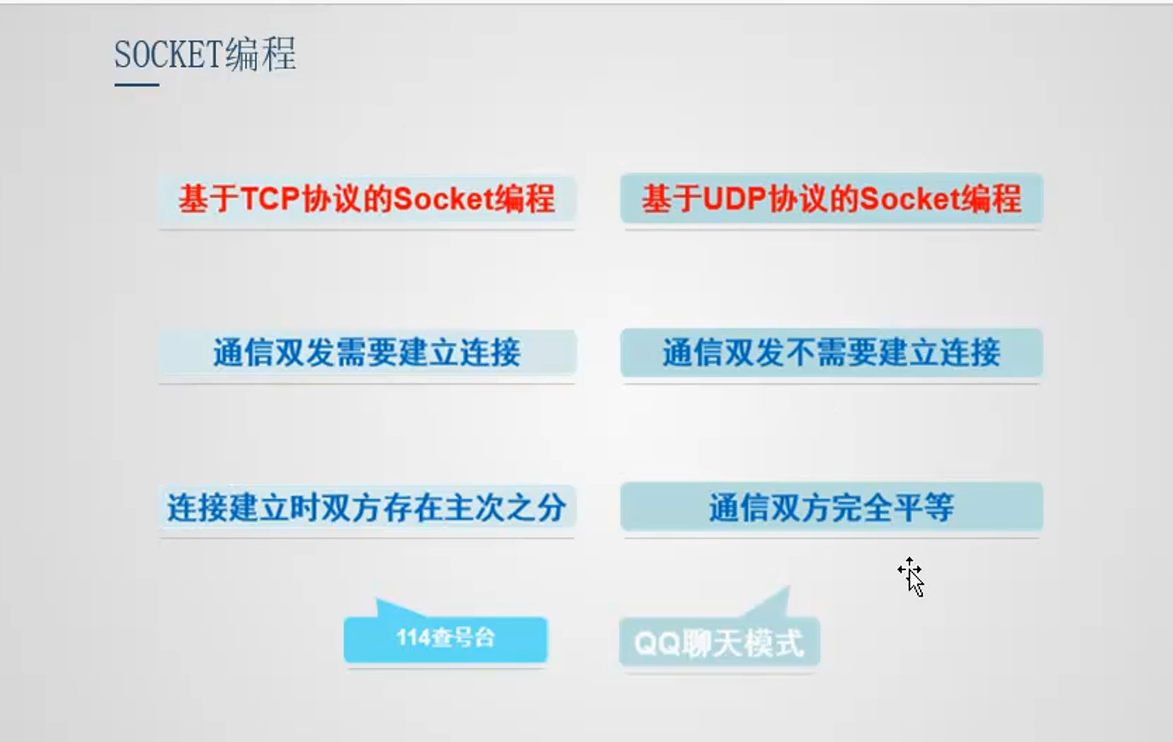 SOCKET编程
基于TCP协议的Socket编程
基于UDP协议的Socket编程
通信双发需要建立连接
通信双发不需要建立连接
连接建立时双方存在主次之分
通信双方完全平等
114查号台
QQ聊天模式